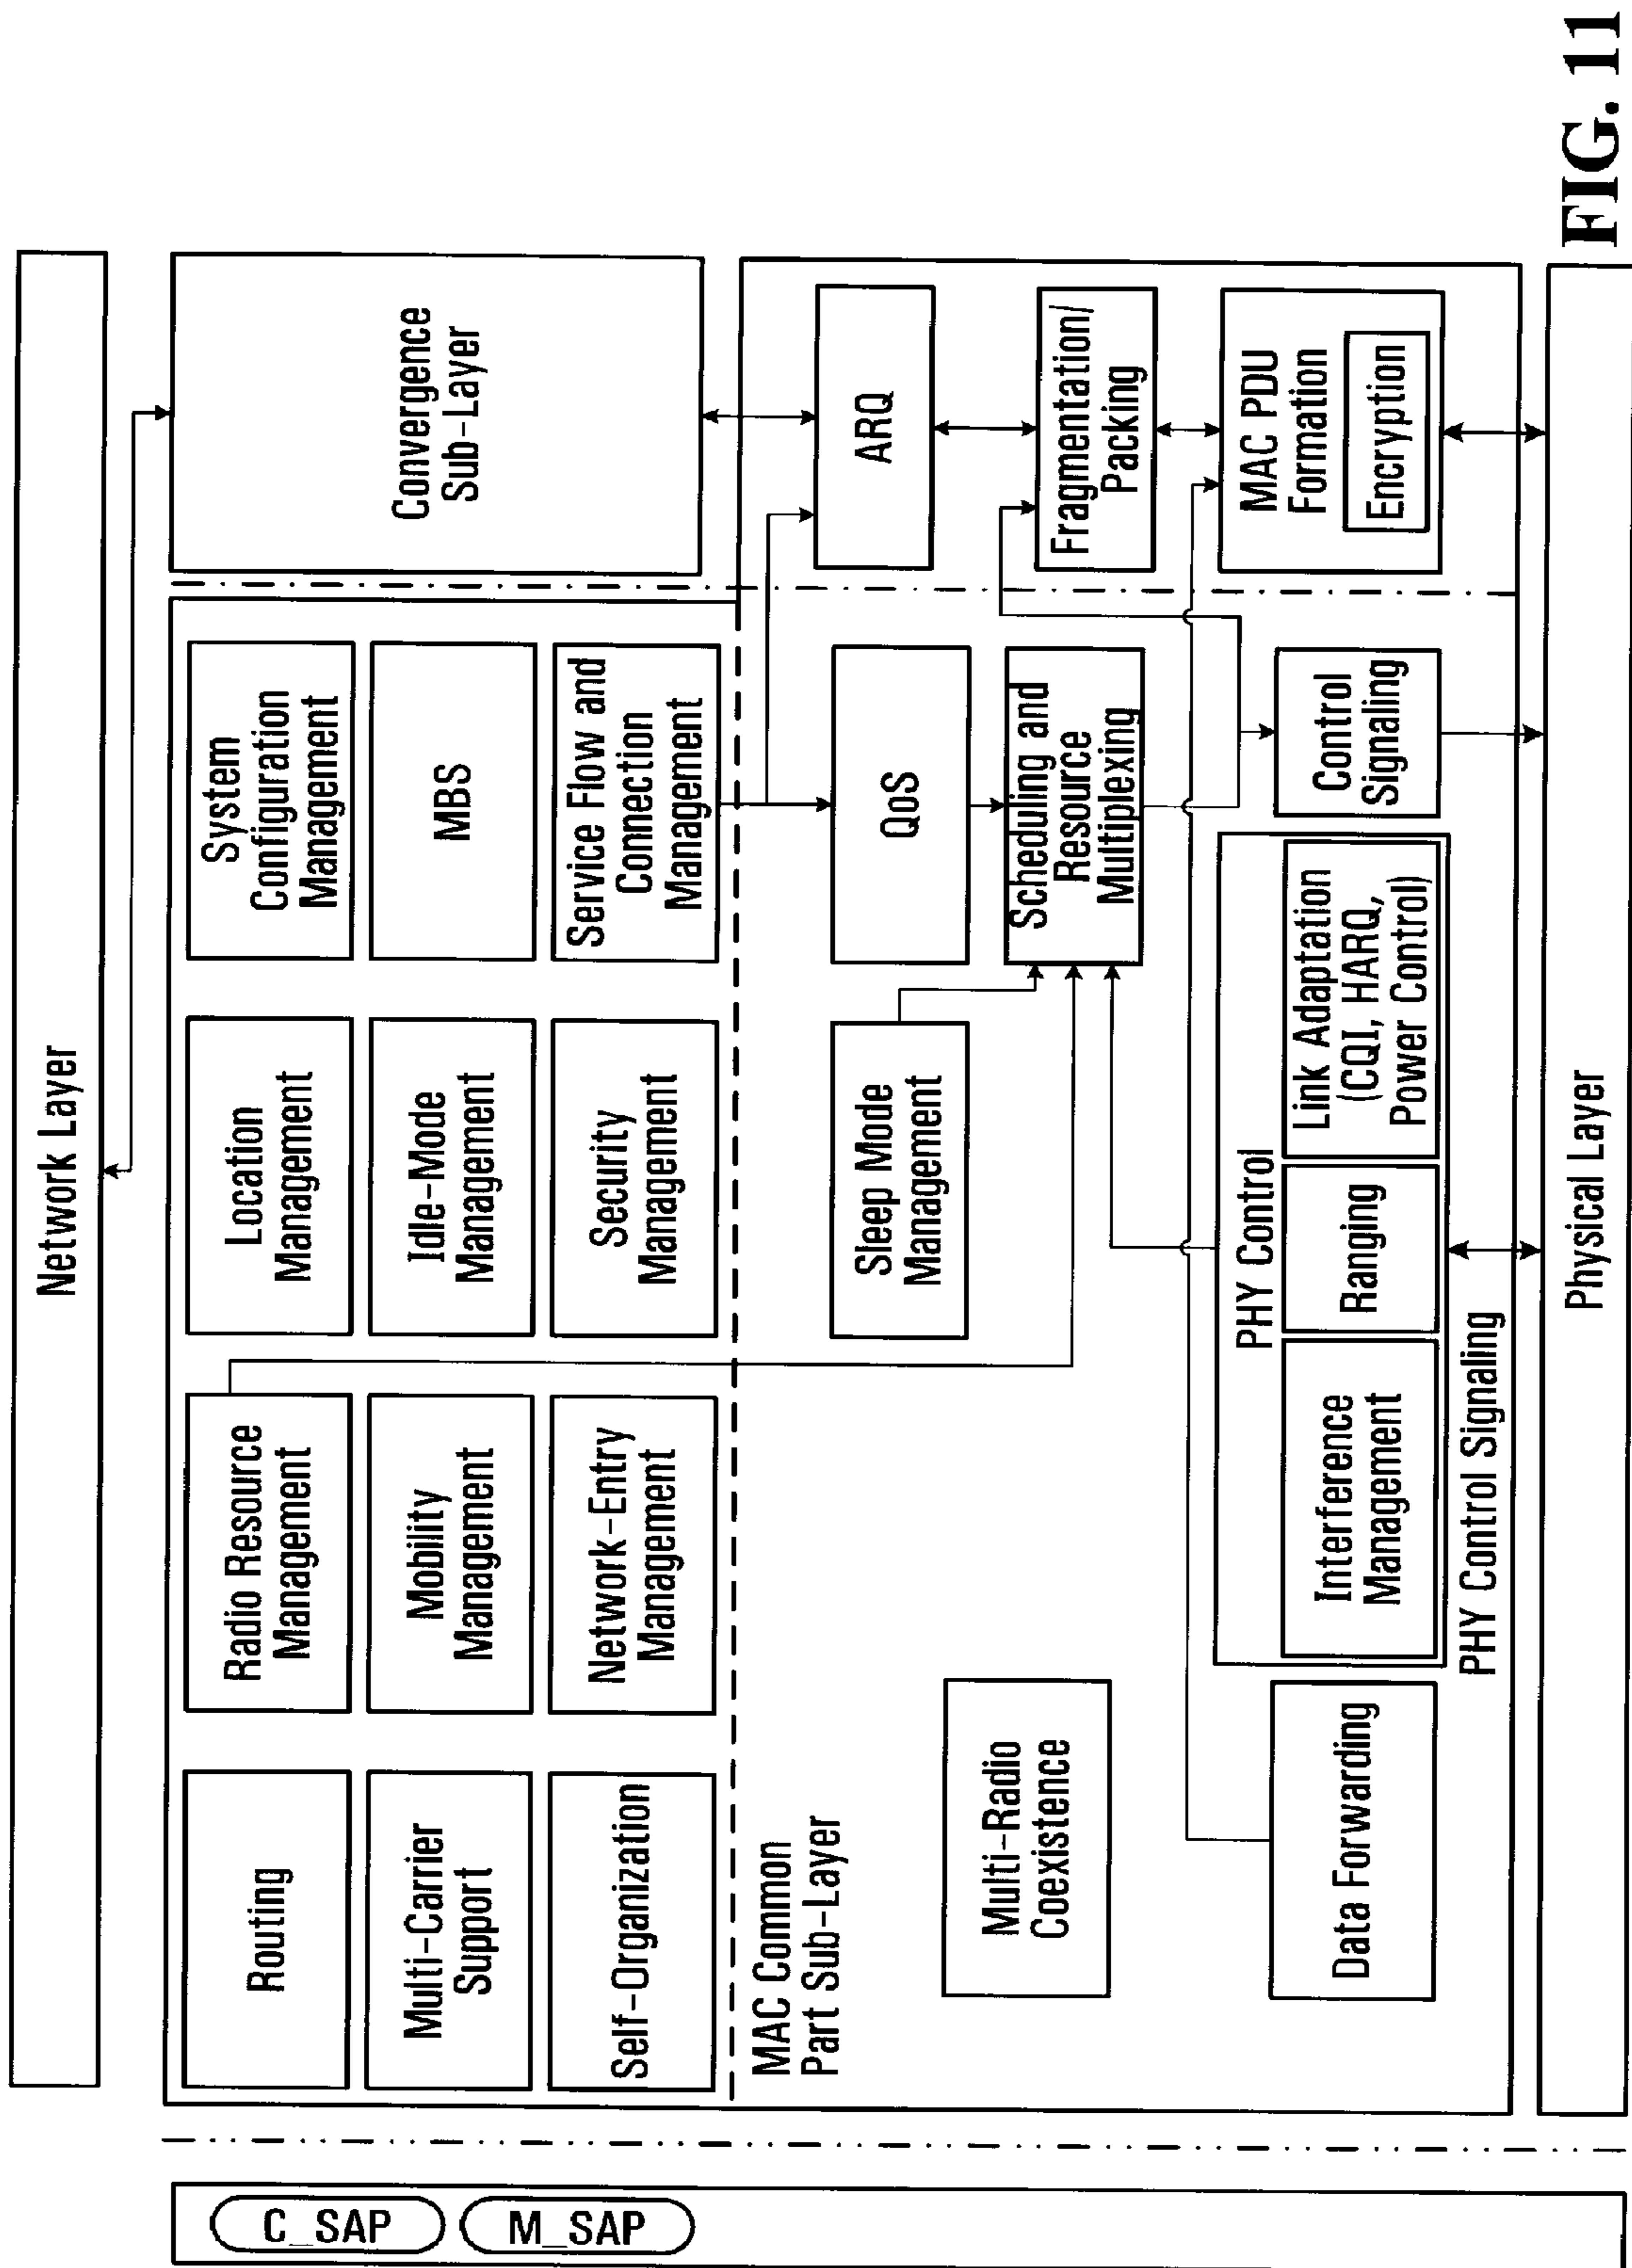 Network Layer
C_SAP
M_SAP
Routing
Radio Resource
Management
Location
Management
System
Configuration
Management
Convergence
Sub-Layer
Multi-Carrier
Support
Mobility
Management
Idle-Mode
Management
MBS
Self-Organization
Network-Entry
Management
Security
Management
Service Flow and
Connection
Management
MAC Common
Part Sub-Layer
Sleep Mode
Management
QoS
ARQ
Multi-Radio
Coexistence
Scheduling and
Resource
Multiplexing
Fragmentation/
Packing
Data Forwarding
PHY Control
Interference
Management
Ranging
Link Adaptation
(CQI, HARQ,
Power Control)
Control
Signaling
MAC PDU
Formation
Encryption
PHY Control Signaling
Physical Layer
FIG. 11